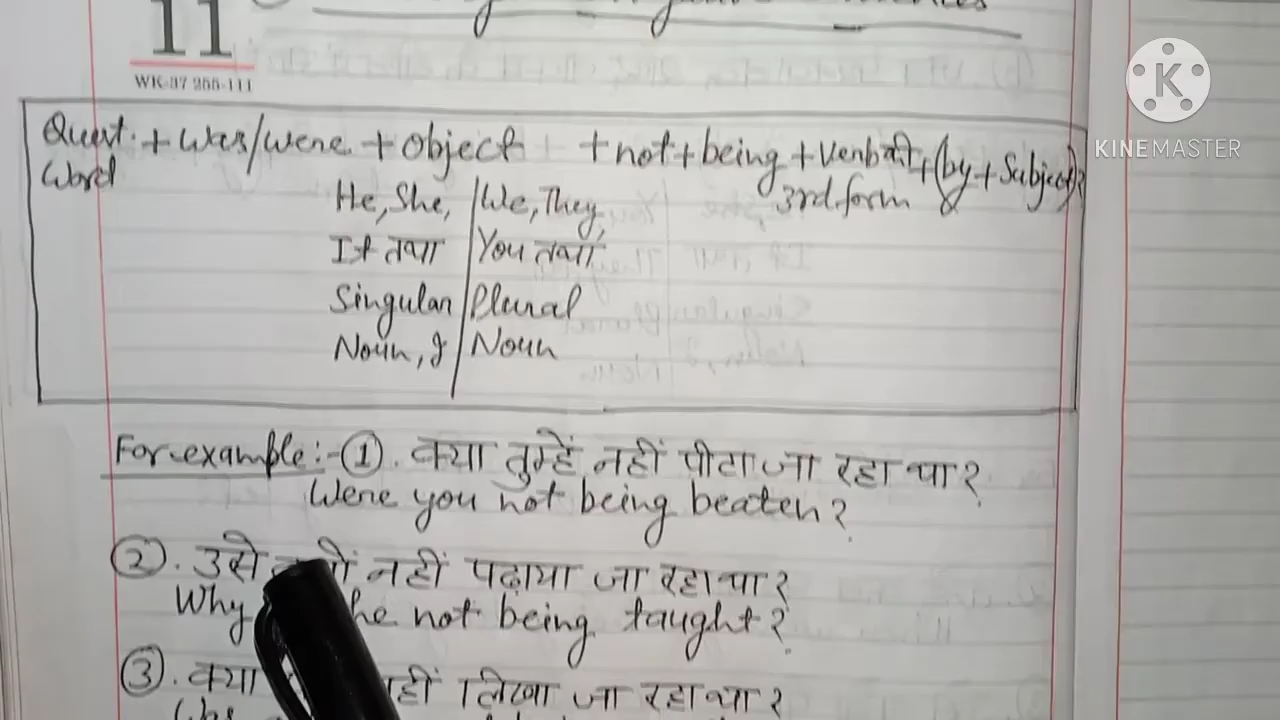 11
WK-37 255-111
KINEMASTER
Quest. + was/were + object + not + being + verb की + (by + Subject)?
Word
3rd.form
He, She, | We, They,
It तथा | You तथा
Singular | Plural
Noun, I | Noun
For-example:- ①. क्या तुम्हें नहीं पीटा जा रहा था?
Were you not being beaten?
②. उसे नहीं पढ़ाया जा रहा था?
Why he not being taught?
③. क्या नहीं लिखा जा रहा था?
Was